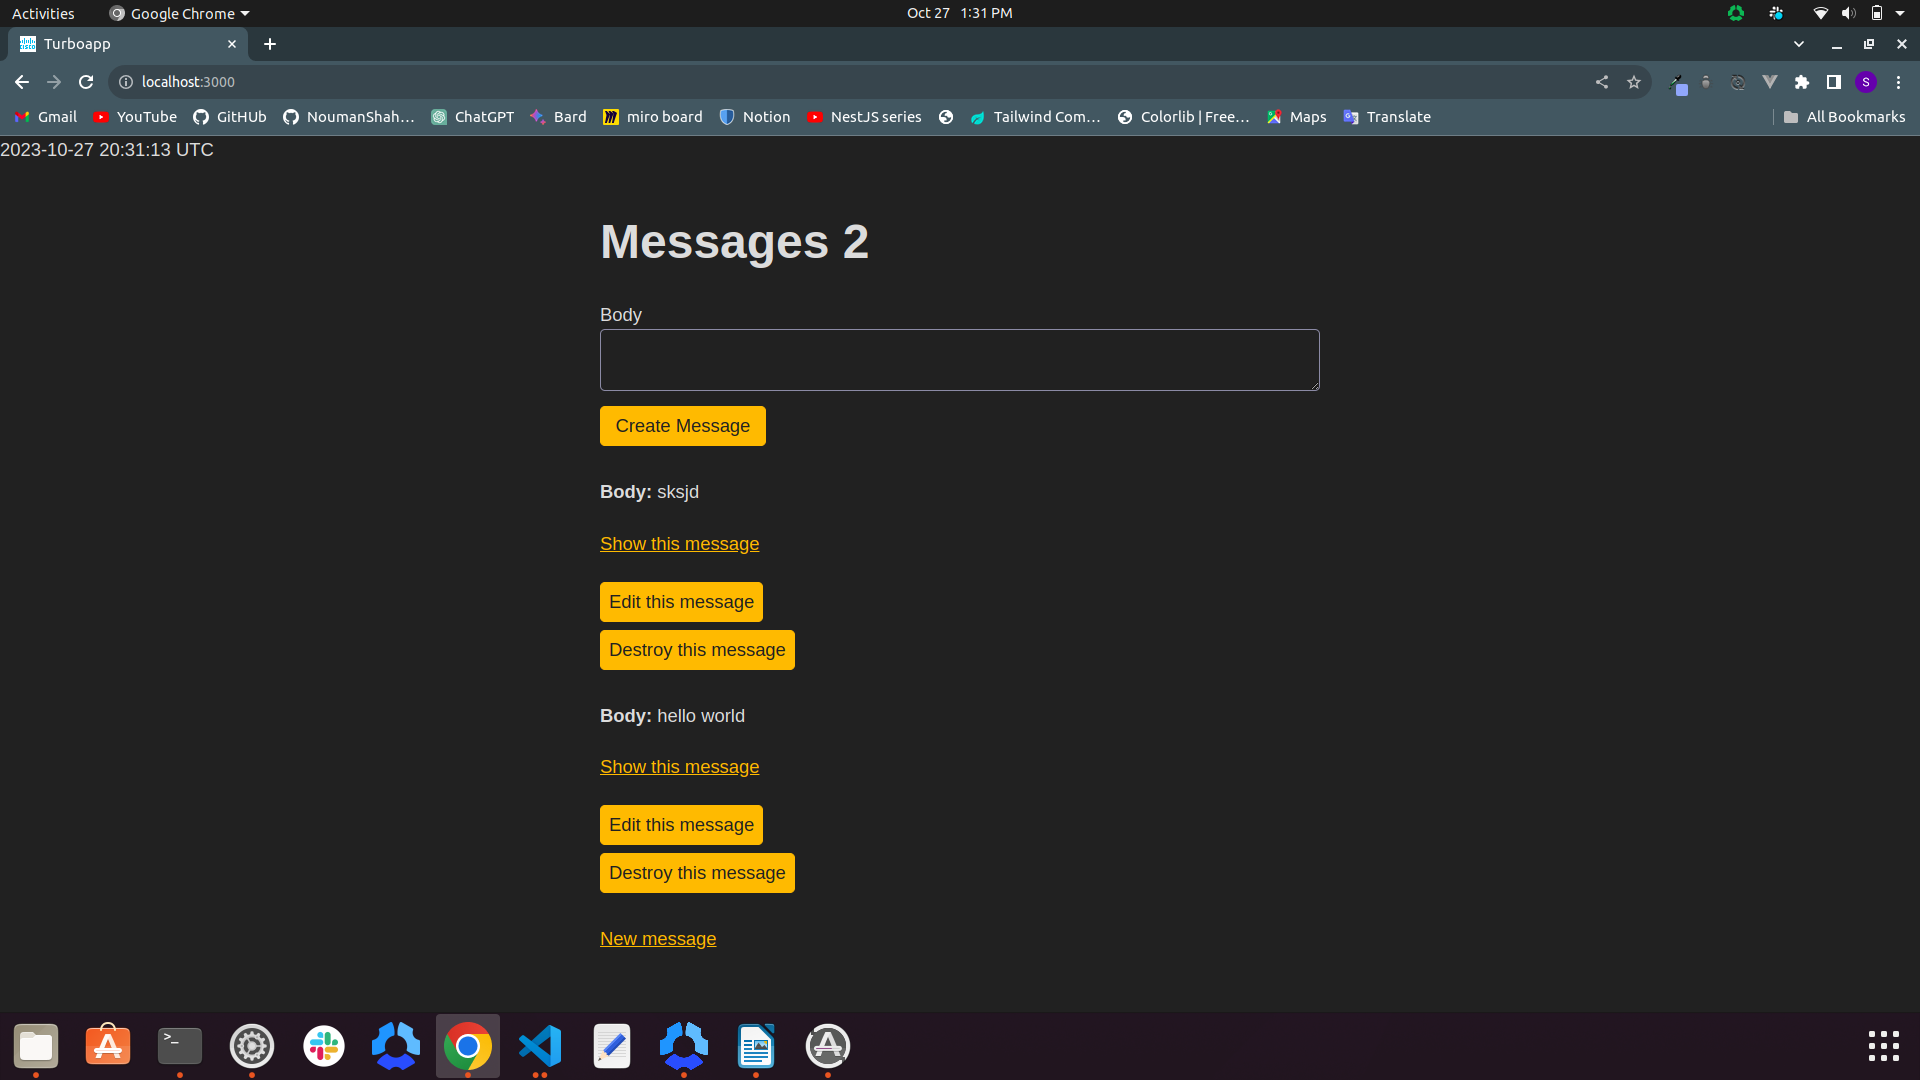 Activities Google Chrome Oct 27 1:31 PM
Turboapp
localhost:3000 S
Gmail YouTube GitHUb NoumanShah... ChatGPT Bard miro board Notion NestJS series Tailwind Com... Colorlib | Free... Maps Translate All Bookmarks
2023-10-27 20:31:13 UTC
Messages 2
Body
Create Message
Body: sksjd
Show this message
Edit this message
Destroy this message
Body: hello world
Show this message
Edit this message
Destroy this message
New message